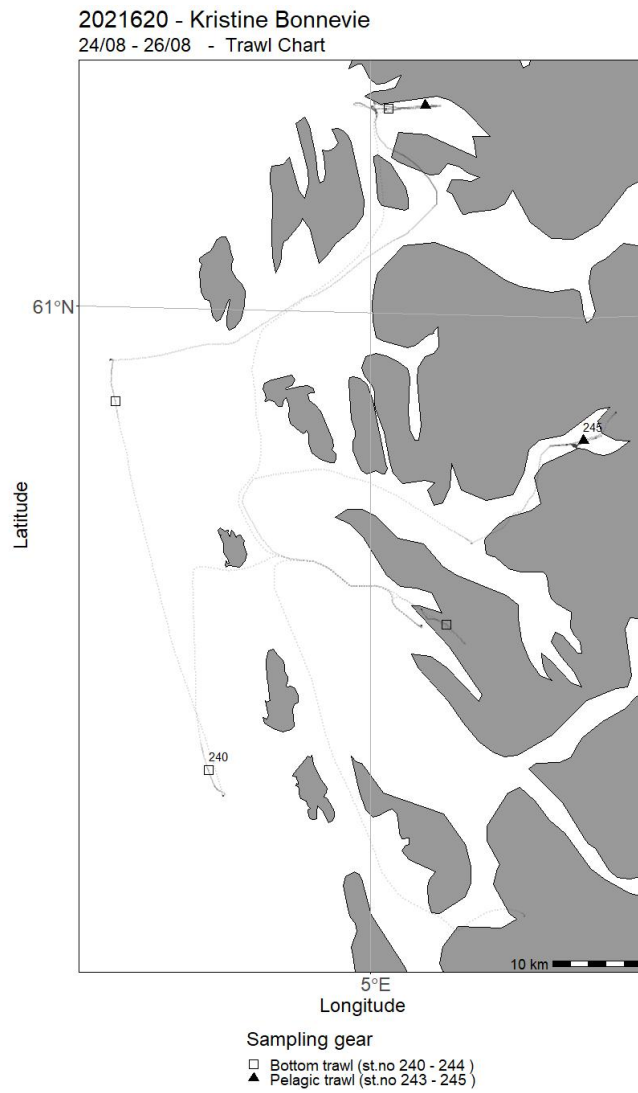 2021620 - Kristine Bonnevie
24/08 - 26/08 - Trawl Chart
61°N
245
Latitude
240
10 km
5°E
Longitude
Sampling gear
Bottom trawl (st.no 240 - 244 )
Pelagic trawl (st.no 243 - 245 )